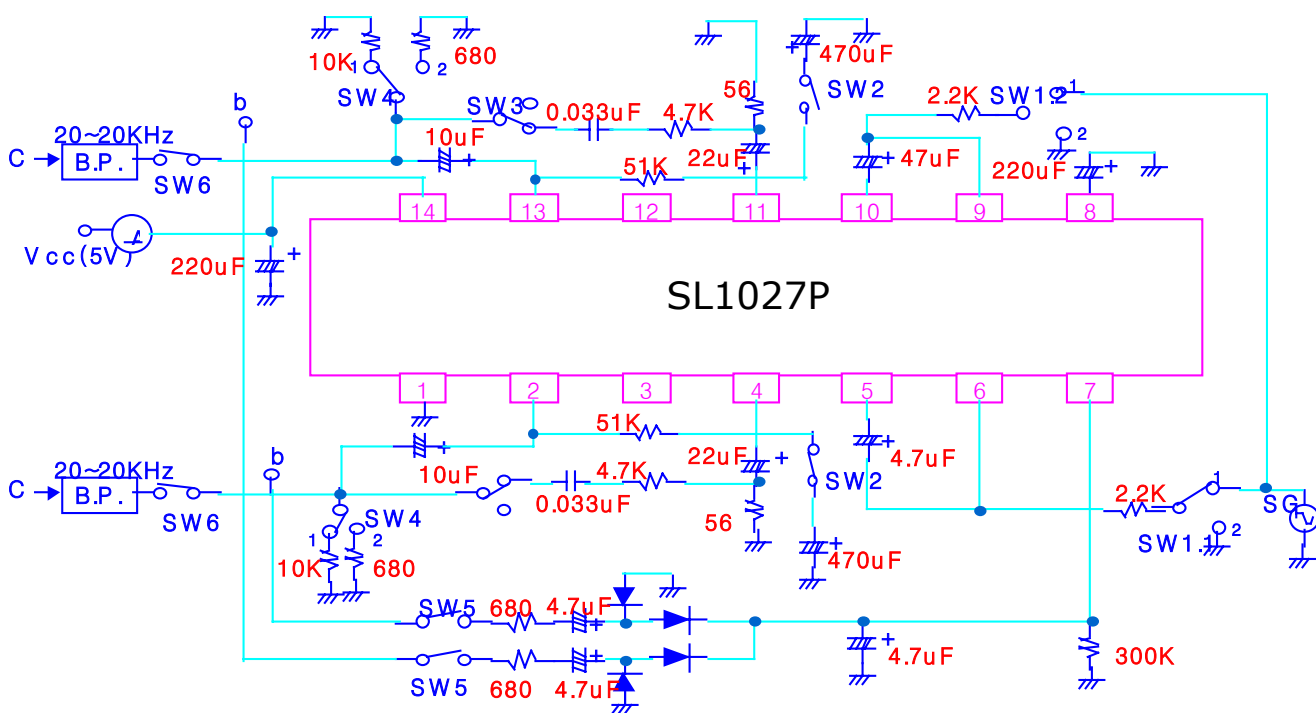 10K
1
2
680
SW4
b
SW3
0.033uF
4.7K
56
470uF
SW2
2.2K
SW1.2
1
2
20~20KHz
C
B.P.
SW6
10uF
+
51K
22uF
+
+
47uF
+
220uF
+
14
13
12
11
10
9
8
Vcc(5V)
220uF
+
SL1027P
1
2
3
4
5
6
7
51K
+
10uF
22uF
+
+
4.7uF
20~20KHz
b
C
B.P.
SW6
4.7K
0.033uF
SW2
2.2K
1
SG
SW4
1
2
56
+
470uF
SW1.1
2
10K
680
SW5
680
4.7uF
+
+
4.7uF
300K
SW5
680
4.7uF
+